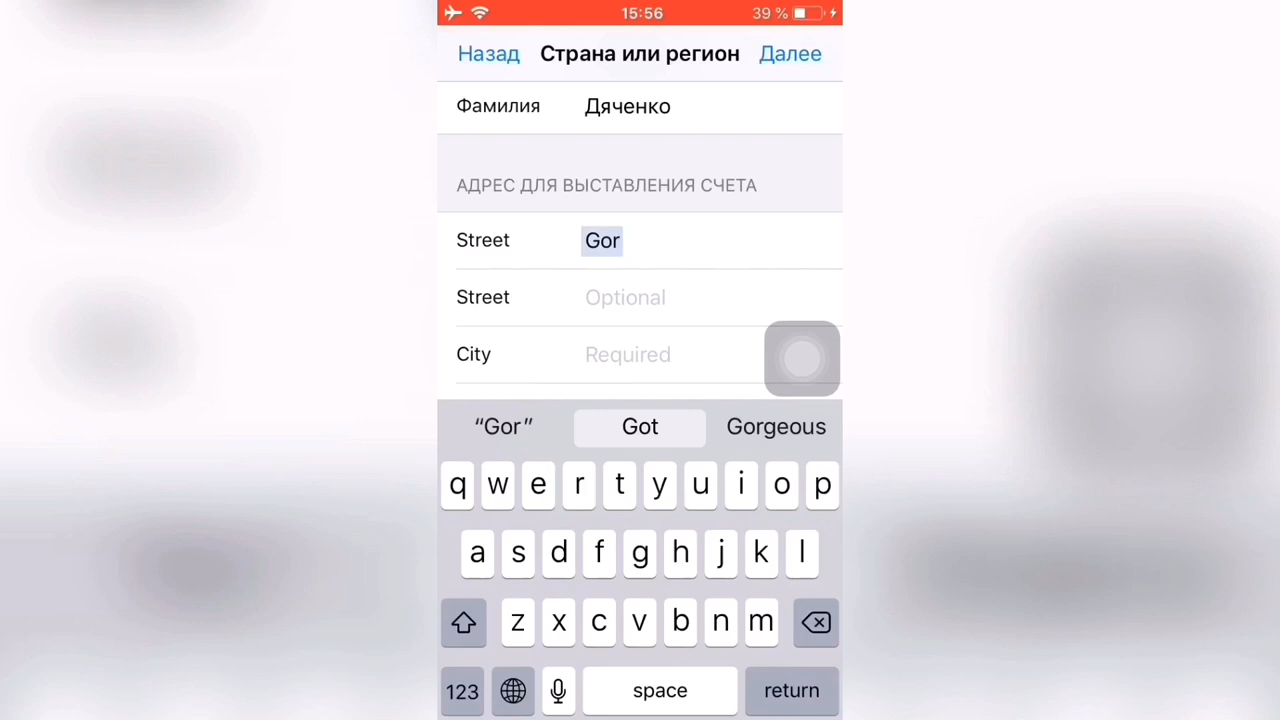 15:56 39 %
Назад Страна или регион Далее
Фамилия Дяченко
АДРЕС ДЛЯ ВЫСТАВЛЕНИЯ СЧЕТА
Street Gor
Street Optional
City Required
“Gor” Got Gorgeous
q w e r t y u i o p
a s d f g h j k l
z x c v b n m
123 space return